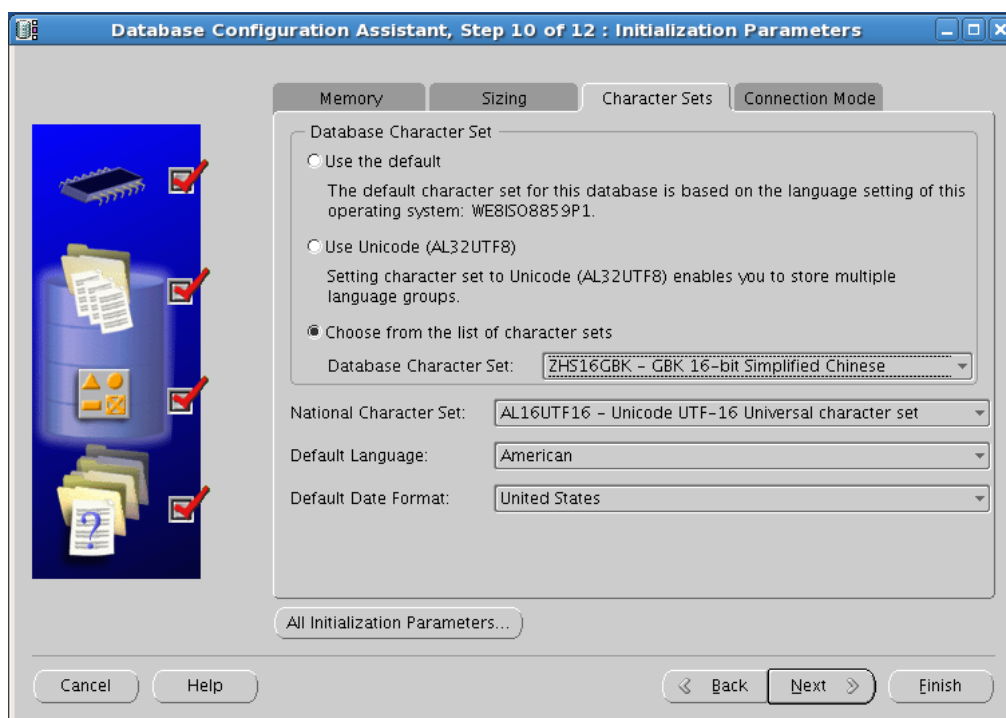 Database Configuration Assistant, Step 10 of 12 : Initialization Parameters
Memory Sizing Character Sets Connection Mode
Database Character Set
Use the default
The default character set for this database is based on the language setting of this
operating system: WE8ISO8859P1.
Use Unicode (AL32UTF8)
Setting character set to Unicode (AL32UTF8) enables you to store multiple
language groups.
Choose from the list of character sets
Database Character Set: ZHS16GBK - GBK 16-bit Simplified Chinese
National Character Set: AL16UTF16 - Unicode UTF-16 Universal character set
Default Language: American
Default Date Format: United States
?
All Initialization Parameters...
Cancel Help Back Next Finish